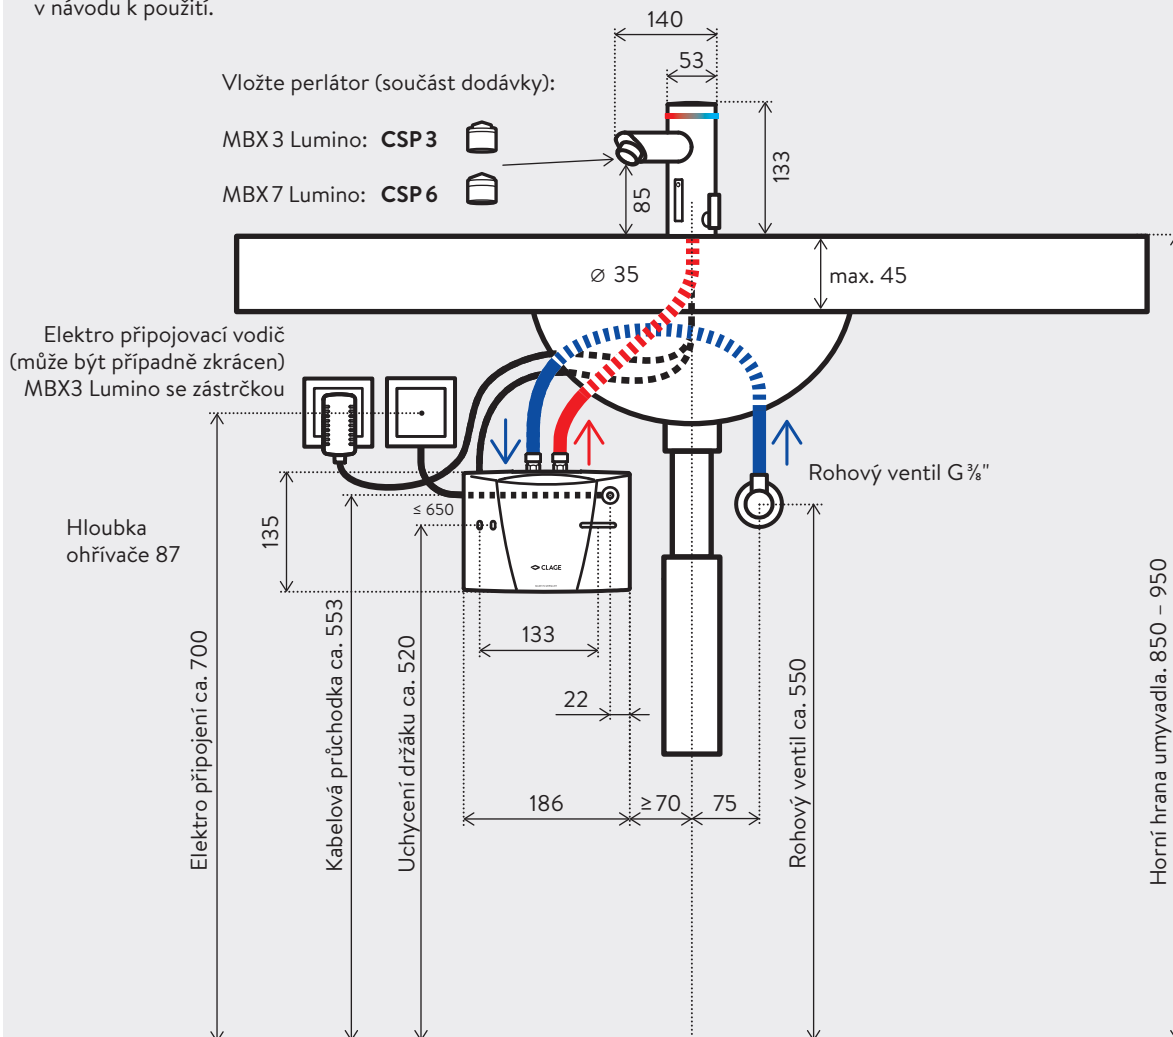 v návodu k použití.
140
53
Vložte perlátor (součást dodávky):
MBX 3 Lumino: CSP 3
133
MBX 7 Lumino: CSP 6
85
⌀ 35
max. 45
Elektro připojovací vodič
(může být případně zkrácen)
MBX3 Lumino se zástrčkou
Rohový ventil G ⅜"
≤ 650
135
Hloubka
ohřívače 87
CLAGE
133
22
186
≥ 70
75
Elektro připojení ca. 700
Kabelová průchodka ca. 553
Uchycení držáku ca. 520
Rohový ventil ca. 550
Horní hrana umyvadla. 850 – 950